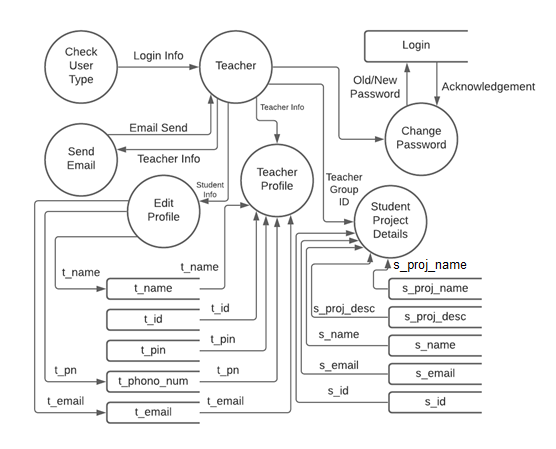 Check
User
Type
Login Info
Teacher
Login
Old/New
Password
Acknowledgement
Change
Password
Teacher Info
Email Send
Send
Email
Teacher Info
Student
Info
Edit
Profile
Teacher
Profile
Teacher
Group
ID
Student
Project
Details
t_name
t_name
t_name
t_id
t_id
t_pin
t_pin
t_pn
t_phono_num
t_pn
t_email
t_email
t_email
s_proj_name
s_proj_name
s_proj_desc
s_proj_desc
s_name
s_name
s_email
s_email
s_id
s_id